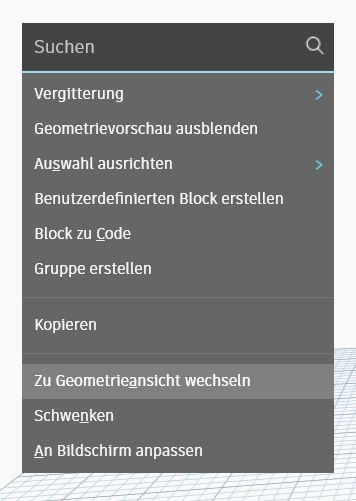 Suchen
Vergitterung
Geometrievorschau ausblenden
Auswahl ausrichten
Benutzerdefinierten Block erstellen
Block zu Code
Gruppe erstellen
Kopieren
Zu Geometrieansicht wechseln
Schwenken
An Bildschirm anpassen